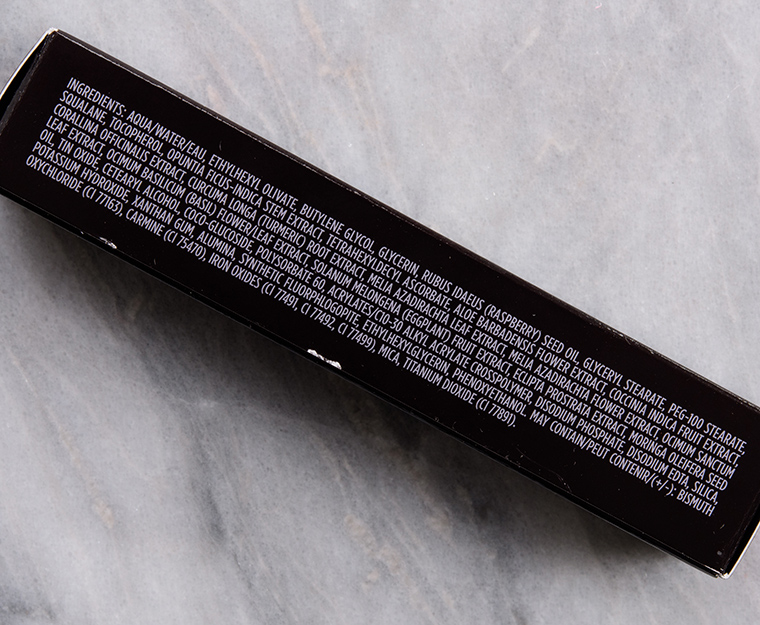 INGREDIENTS: AQUA/WATER/EAU, ETHYLHEXYL OLIVATE, BUTYLENE GLYCOL, GLYCERIN, RUBUS IDAEUS (RASPBERRY) SEED OIL, GLYCERYL STEARATE, PEG-100 STEARATE,
SQUALANE, TOCOPHEROL, OPUNTIA FICUS-INDICA STEM EXTRACT, TETRAHEXYLDECYL ASCORBATE, ALOE BARBADENSIS FLOWER EXTRACT, COCCINIA INDICA FRUIT EXTRACT,
CORALLINA OFFICINALIS EXTRACT, CURCUMA LONGA (TURMERIC) ROOT EXTRACT, MELIA AZADIRACHTA LEAF EXTRACT, MELIA AZADIRACHTA FLOWER EXTRACT, OCIMUM SANCTUM
LEAF EXTRACT, OCIMUM BASILICUM (BASIL) FLOWER/LEAF EXTRACT, SOLANUM MELONGENA (EGGPLANT) FRUIT EXTRACT, ECLIPTA PROSTRATA EXTRACT, MORINGA OLEIFERA SEED
OIL, TIN OXIDE, CETEARYL ALCOHOL, COCO-GLUCOSIDE, POLYSORBATE 60, ACRYLATES/C10-30 ALKYL ACRYLATE CROSSPOLYMER, DISODIUM PHOSPHATE, DISODIUM EDTA, SILICA,
POTASSIUM HYDROXIDE, XANTHAN GUM, ALUMINA, SYNTHETIC FLUORPHLOGOPITE, ETHYLHEXYLGLYCERIN, PHENOXYETHANOL. MAY CONTAIN/PEUT CONTENIR/(+/-): BISMUTH
OXYCHLORIDE (CI 77163), CARMINE (CI 75470), IRON OXIDES (CI 77491, CI 77492, CI 77499), MICA, TITANIUM DIOXIDE (CI 77891).